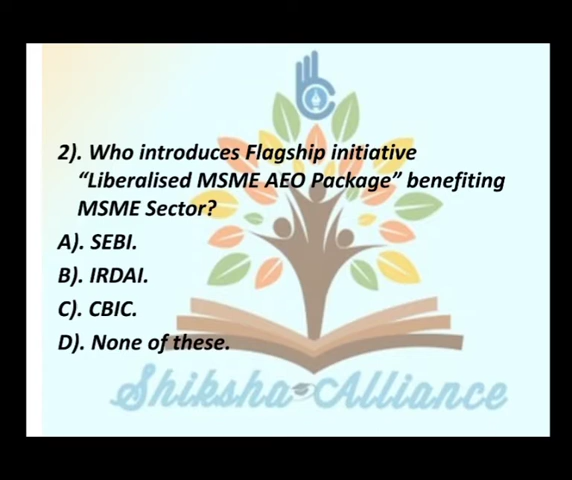 2). Who introduces Flagship initiative
“Liberalised MSME AEO Package” benefiting
MSME Sector?
A). SEBI.
B). IRDAI.
C). CBIC.
D). None of these.
Shiksha Alliance